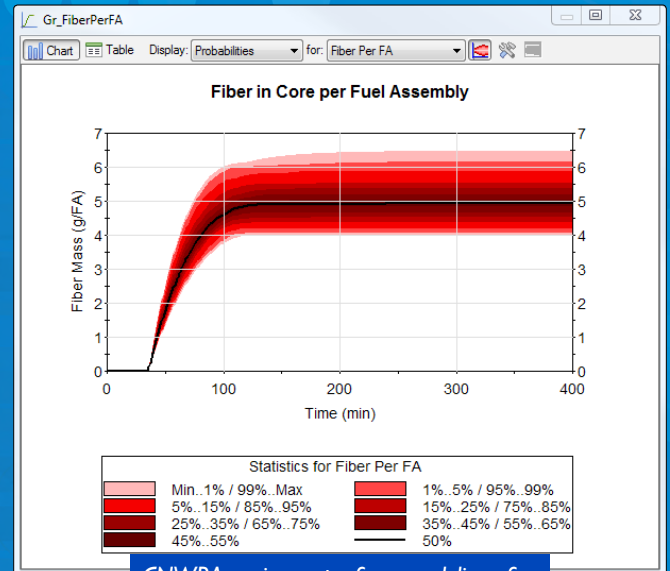 Gr_FiberPerFA
Chart Table Display: Probabilities for: Fiber Per FA
Fiber in Core per Fuel Assembly
Fiber Mass (g/FA)
7 7
6 6
5 5
4 4
3 3
2 2
1 1
0 0
0 100 200 300 400
Time (min)
Statistics for Fiber Per FA
Min..1% / 99%..Max 1%..5% / 95%..99%
5%..15% / 85%..95% 15%..25% / 75%..85%
25%..35% / 65%..75% 35%..45% / 55%..65%
45%..55% 50%